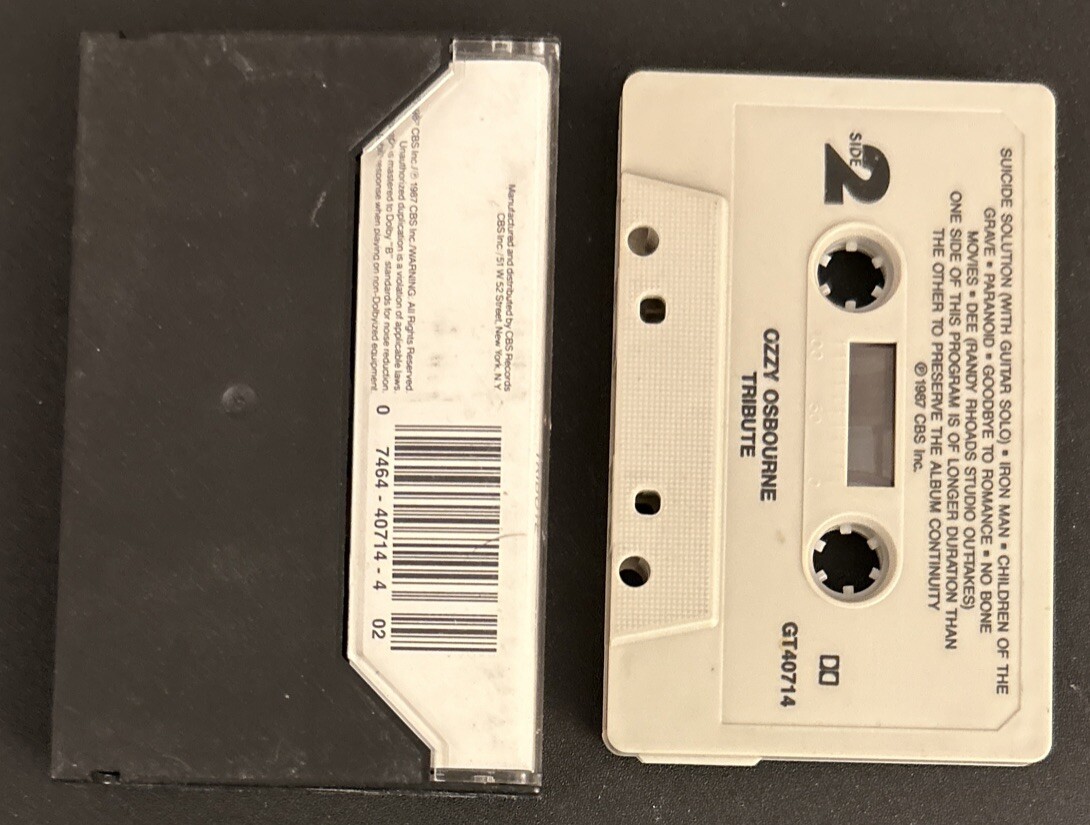 Manufactured and distributed by CBS Records
CBS Inc./51 W 52 Street, New York, N.Y.
CBS Inc./℗ 1987 CBS Inc./WARNING: All Rights Reserved.
Unauthorized duplication is a violation of applicable laws.
is mastered to Dolby "B" standards for noise reduction.
response when playing on non-Dolbyized equipment.
0 7464 - 40714 - 4 02
SUICIDE SOLUTION (WITH GUITAR SOLO) ▪ IRON MAN ▪ CHILDREN OF THE
GRAVE ▪ PARANOID ▪ GOODBYE TO ROMANCE ▪ NO BONE
MOVIES ▪ DEE (RANDY RHOADS STUDIO OUT-TAKES)
ONE SIDE OF THIS PROGRAM IS OF LONGER DURATION THAN
THE OTHER TO PRESERVE THE ALBUM CONTINUITY
℗ 1987 CBS Inc.
SIDE
2
GT40714
OZZY OSBOURNE
TRIBUTE